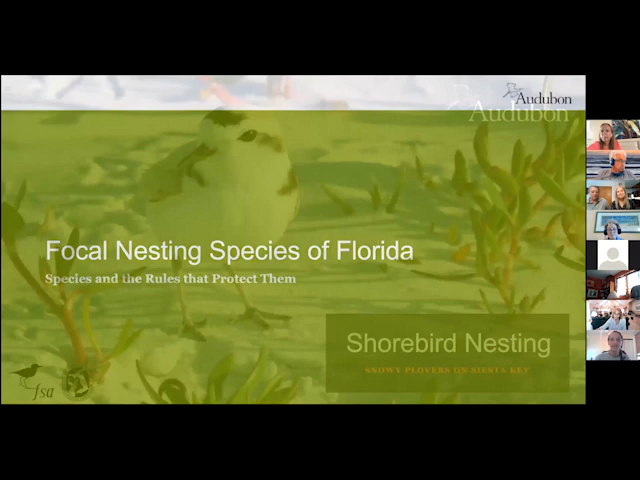 Audubon
Audubon
Focal Nesting Species of Florida
Species and the Rules that Protect Them
Shorebird Nesting
SNOWY PLOVERS ON SIESTA KEY
fsa